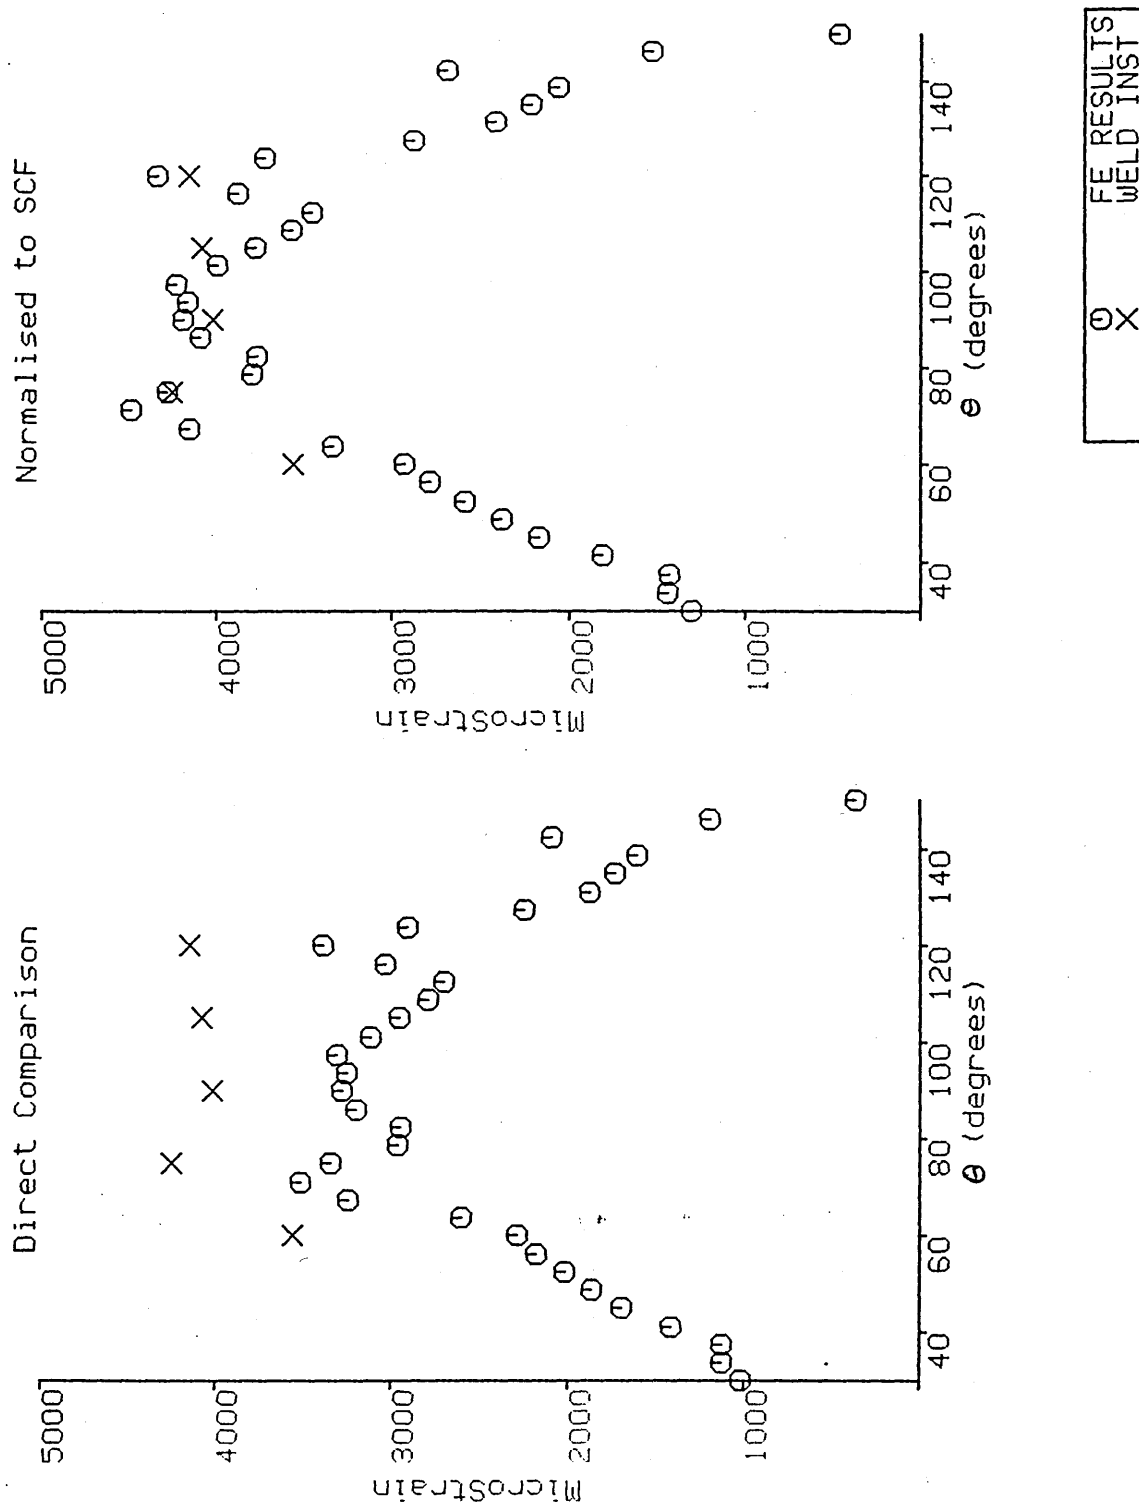 Direct Comparison
MicroStrain
5000
4000
3000
2000
1000
40 60 80 100 120 140
θ (degrees)
Normalised to SCF
MicroStrain
5000
4000
3000
2000
1000
40 60 80 100 120 140
θ (degrees)
FE RESULTS
WELD INST